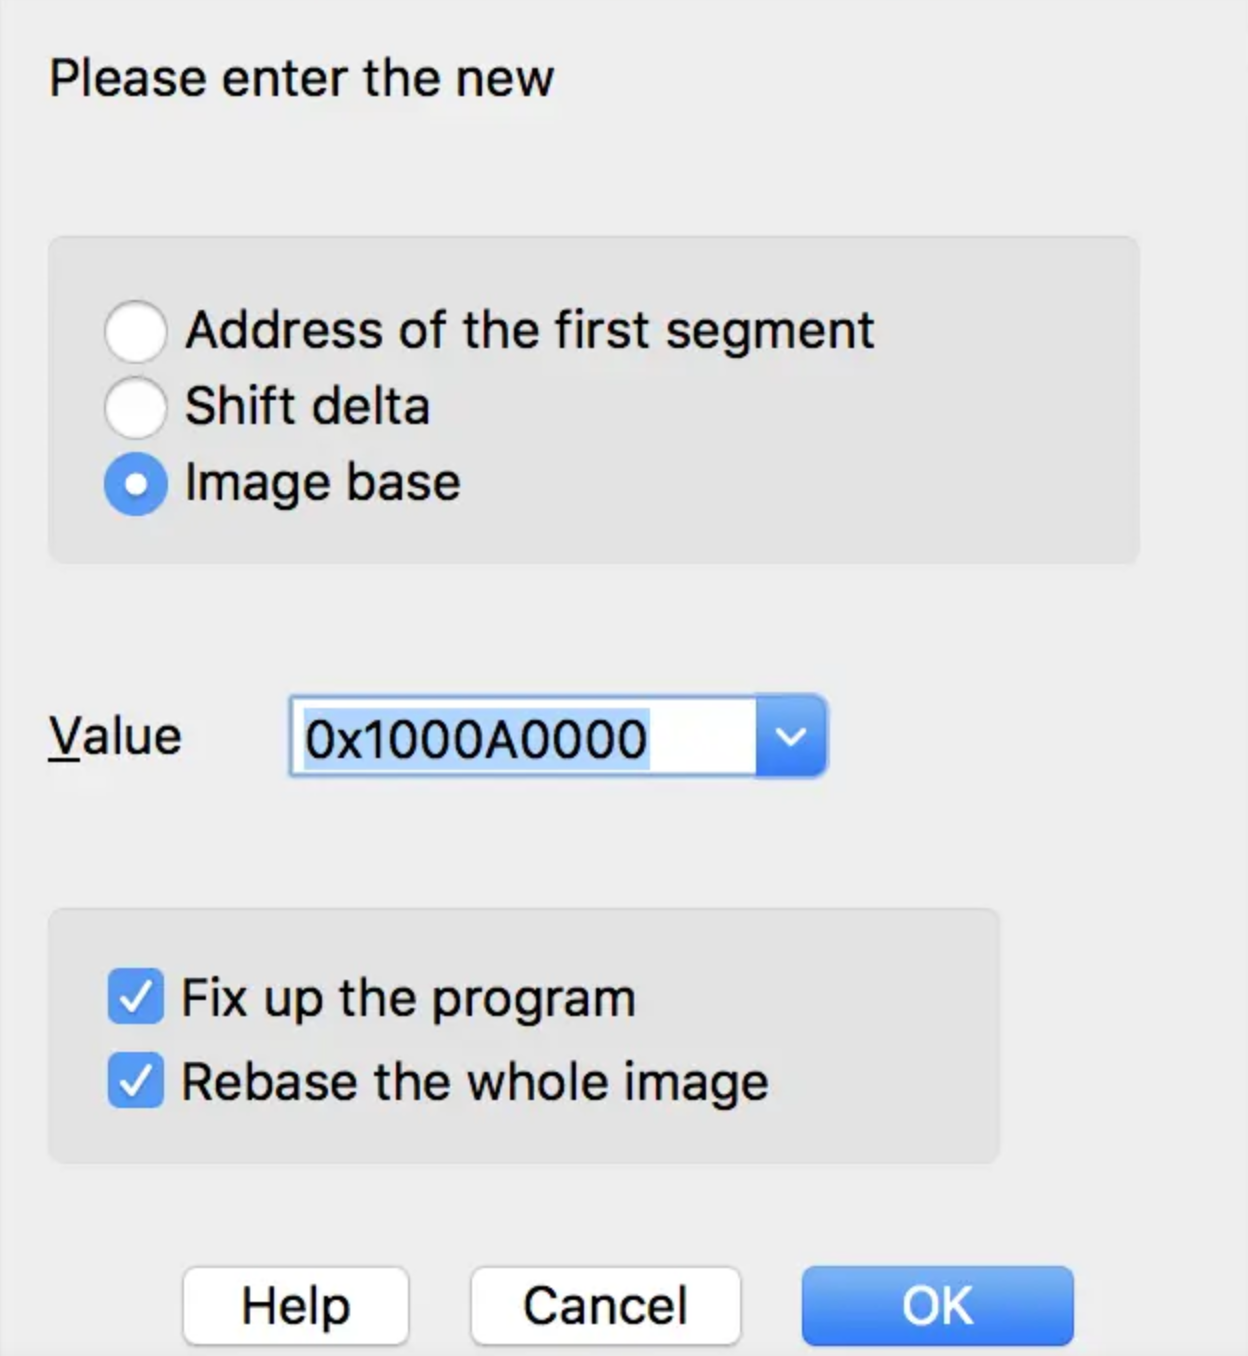 Please enter the new
Address of the first segment
Shift delta
Image base
Value 0x1000A0000
Fix up the program
Rebase the whole image
Help Cancel OK